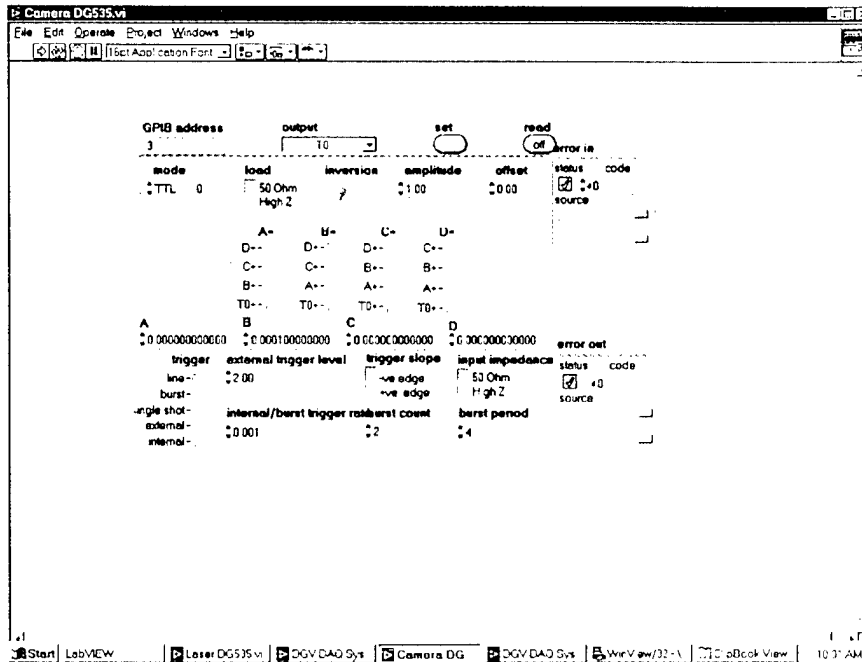 Camera DG535.vi
File Edit Operate Project Windows Help
16pt Application Font
GPIB address output set read
3 T0 off error in
mode load inversion amplitude offset status code
TTL 0 50 Ohm 1.00 0.00 0
High Z source
A= B= C= D=
D+- D+- D+- C+-
C+- C+- B+- B+-
B+- A+- A+- A+-
T0+- T0+- T0+- T0+-
A B C D
0.000000000000 0.000100000000 0.000000000000 0.000000000000 error out
trigger external trigger level trigger slope input impedance status code
line- 2.00 -ve edge 50 Ohm 0
burst- +ve edge High Z source
single shot- internal/burst trigger rate burst count burst period
external- 0.001 2 4
internal-
Start LabVIEW Laser DG535.vi DGV DAQ Sys Camera DG DGV DAQ Sys WinView/32 - ClipBook View 10:31 AM